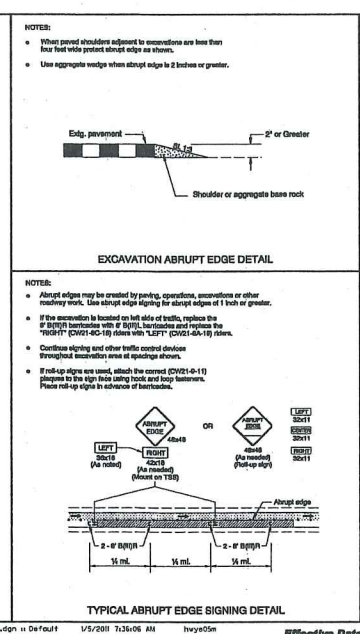 NOTES:
• When paved shoulders adjacent to excavations are less than
four feet wide protect abrupt edge as shown.
• Use aggregate wedge when abrupt edge is 2 inches or greater.
Exdg. pavement
2" or Greater
Shoulder or aggregate base rock
EXCAVATION ABRUPT EDGE DETAIL
NOTES:
• Abrupt edges may be created by paving, operations, excavations or other
roadway work. Use abrupt edge signing for abrupt edges of 1 inch or greater.
• If the excavation is located on left side of traffic, replace the
8' B(III)R barricades with 8' B(III)L barricades and replace the
"RIGHT" riders with "LEFT" riders.
• Continue signing and other traffic control devices
throughout excavation area at spacings shown.
• If roll-up signs are used, attach the correct (CW21-9-11)
plaques to the sign face using hook and loop fasteners.
Place roll-up signs in advance of barricades.
ABRUPT
EDGE
48x48
LEFT
36x18
(As noted)
RIGHT
42x18
(As needed)
(Mount on TSS)
OR
ABRUPT
EDGE
48x48
(As needed)
(Roll-up sign)
LEFT
32x11
CENTER
32x11
RIGHT
32x11
Abrupt edge
2 - 8' B(III)R
2 - 8' B(III)R
¼ mi.
¼ mi.
¼ mi.
TYPICAL ABRUPT EDGE SIGNING DETAIL
.dgn :: Default 1/5/2011 7:36:06 AM hwye05m
Effective Dat